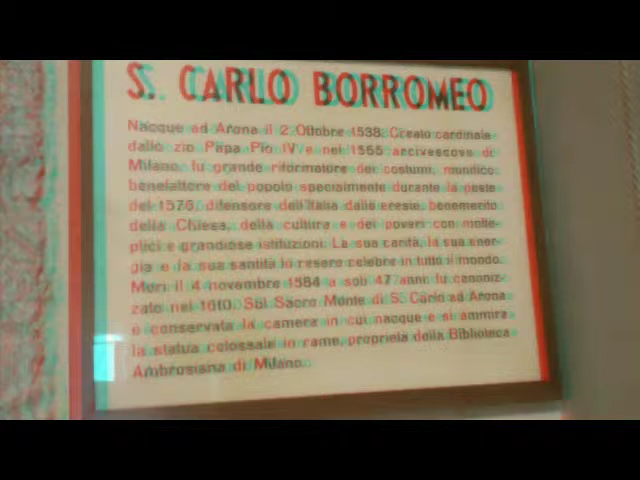 S. CARLO BORROMEO
Nacque ad Arona il 2 Ottobre 1538. Creato cardinale
dallo zio Papa Pio IV e nel 1565 arcivescovo di
Milano, fu grande riformatore dei costumi, munifico
benefattore del popolo specialmente durante la peste
del 1576, difensore dell'Italia dalle eresie, benemerito
della Chiesa, della cultura e dei poveri con molte-
plici e grandiose istituzioni. La sua carità, la sua ener-
gia e la sua santità lo resero celebre in tutto il mondo.
Morì il 4 novembre 1584 a soli 47 anni: fu canoniz-
zato nel 1610. Sul Sacro Monte di S. Carlo ad Arona
è conservata la camera in cui nacque e si ammira
la statua colossale in rame, proprietà della Biblioteca
Ambrosiana di Milano.